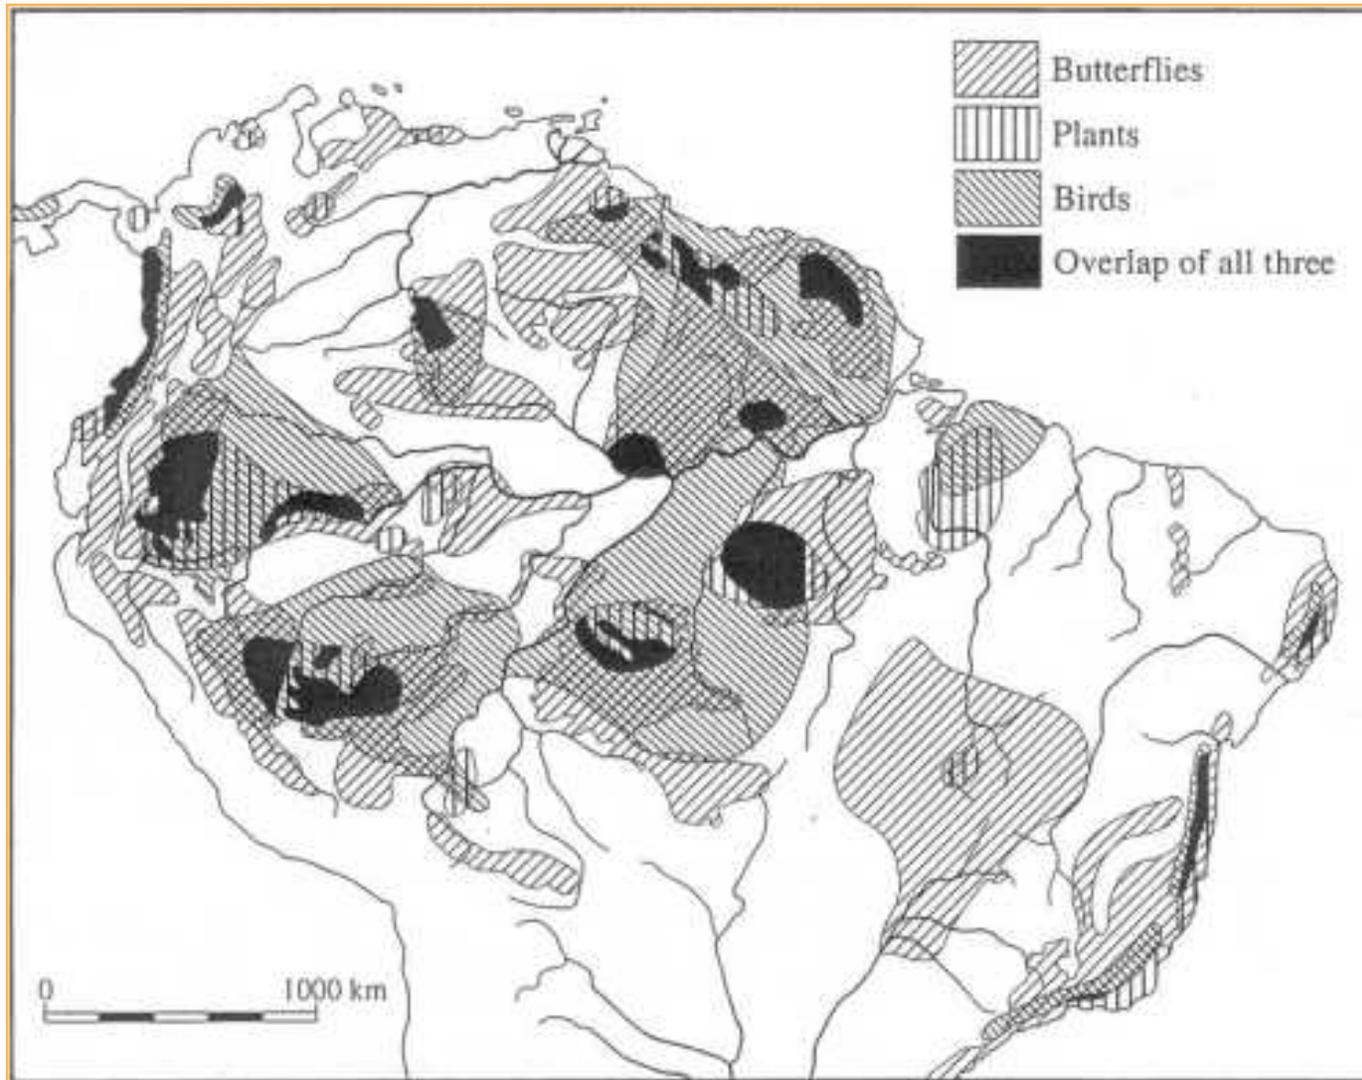 Butterflies
Plants
Birds
Overlap of all three
0 1000 km